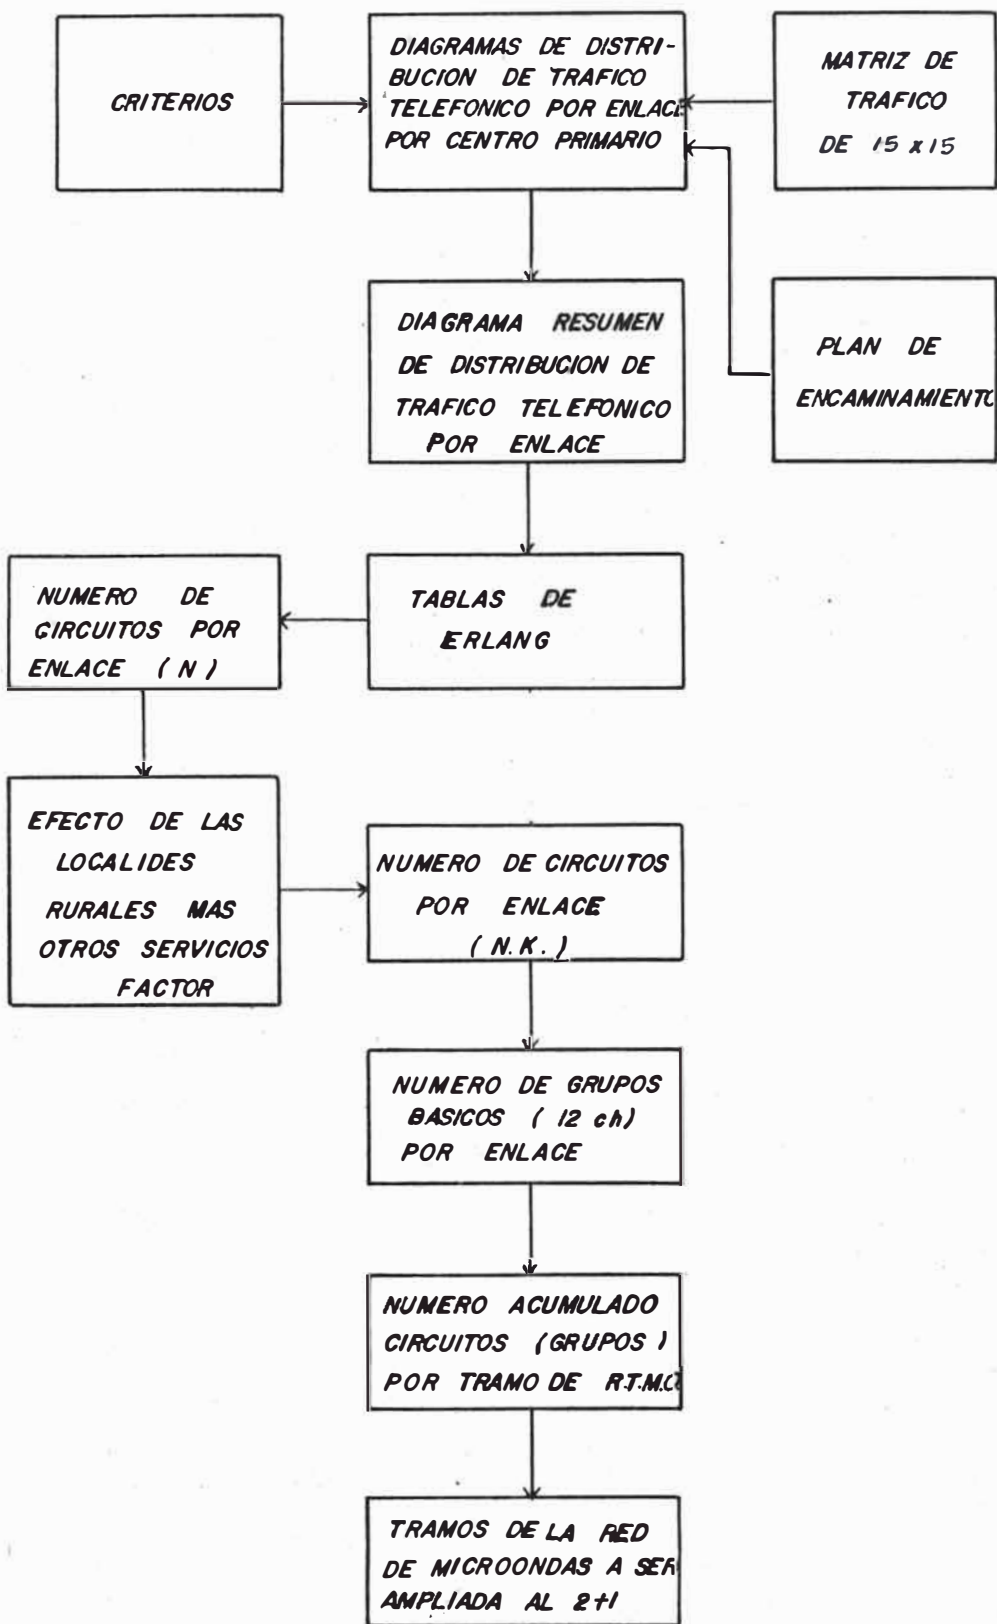 CRITERIOS
DIAGRAMAS DE DISTRI-
BUCION DE TRAFICO
TELEFONICO POR ENLACE
POR CENTRO PRIMARIO
MATRIZ DE
TRAFICO
DE 15 x 15
DIAGRAMA RESUMEN
DE DISTRIBUCION DE
TRAFICO TELEFONICO
POR ENLACE
PLAN DE
ENCAMINAMIENTO
NUMERO DE
CIRCUITOS POR
ENLACE ( N )
TABLAS DE
ERLANG
EFECTO DE LAS
LOCALIDES
RURALES MAS
OTROS SERVICIOS
FACTOR
NUMERO DE CIRCUITOS
POR ENLACE
( N.K. )
NUMERO DE GRUPOS
BASICOS ( 12 ch)
POR ENLACE
NUMERO ACUMULADO
CIRCUITOS (GRUPOS )
POR TRAMO DE
TRAMOS DE LA RED
DE MICROONDAS A SER
AMPLIADA AL 2+1